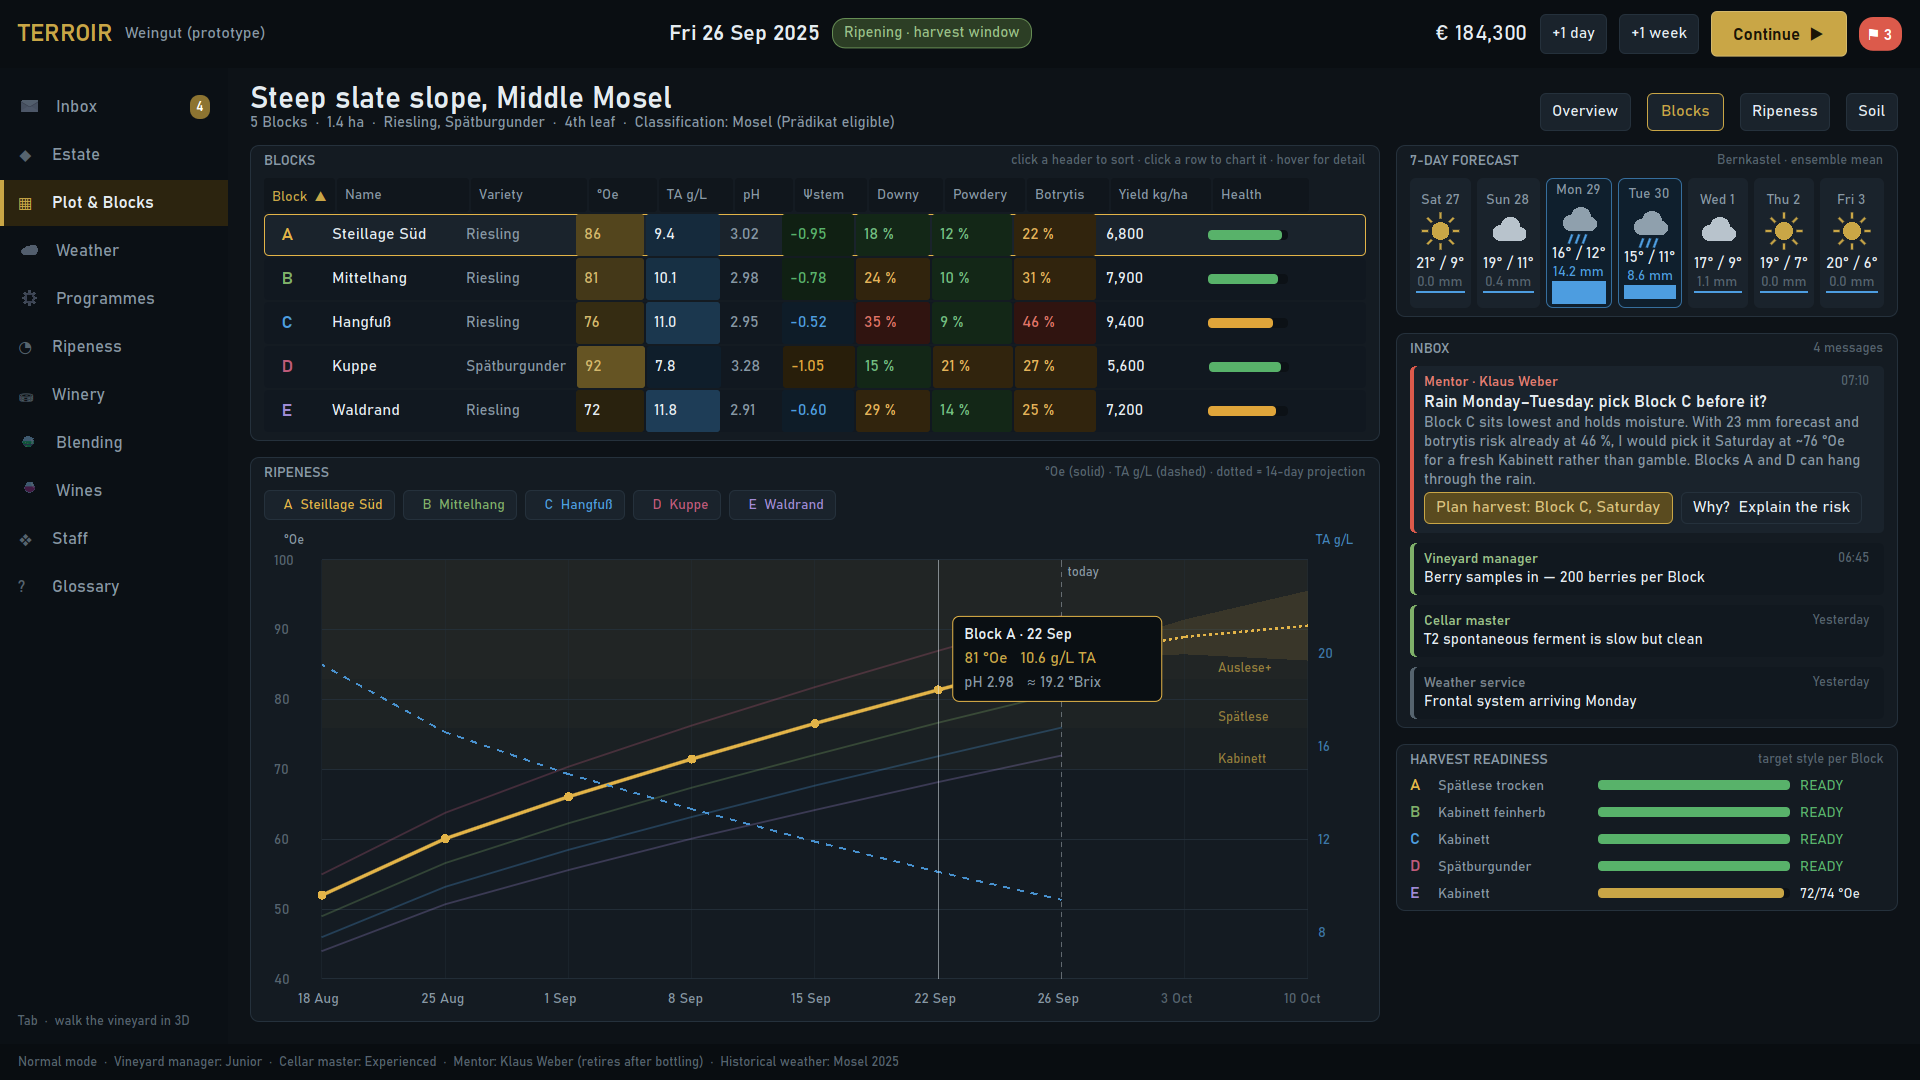 TERROIR Weingut (prototype)
Fri 26 Sep 2025 Ripening · harvest window
€ 184,300 +1 day +1 week Continue ▶ ⚑ 3
Inbox 4
Estate
Plot & Blocks
Weather
Programmes
Ripeness
Winery
Blending
Wines
Staff
? Glossary
Tab · walk the vineyard in 3D
Steep slate slope, Middle Mosel
5 Blocks · 1.4 ha · Riesling, Spätburgunder · 4th leaf · Classification: Mosel (Prädikat eligible)
Overview Blocks Ripeness Soil
BLOCKS click a header to sort · click a row to chart it · hover for detail
Block ▲ Name Variety °Oe TA g/L pH Ψstem Downy Powdery Botrytis Yield kg/ha Health
A Steillage Süd Riesling 86 9.4 3.02 −0.95 18 % 12 % 22 % 6,800
B Mittelhang Riesling 81 10.1 2.98 −0.78 24 % 10 % 31 % 7,900
C Hangfuß Riesling 76 11.0 2.95 −0.52 35 % 9 % 46 % 9,400
D Kuppe Spätburgunder 92 7.8 3.28 −1.05 15 % 21 % 27 % 5,600
E Waldrand Riesling 72 11.8 2.91 −0.60 29 % 14 % 25 % 7,200
RIPENESS °Oe (solid) · TA g/L (dashed) · dotted = 14-day projection
A Steillage Süd B Mittelhang C Hangfuß D Kuppe E Waldrand
°Oe TA g/L
100
90
80
70
60
50
40
today
Block A · 22 Sep
81 °Oe 10.6 g/L TA
pH 2.98 ≈ 19.2 °Brix
Auslese+
Spätlese
Kabinett
20
16
12
8
18 Aug 25 Aug 1 Sep 8 Sep 15 Sep 22 Sep 26 Sep 3 Oct 10 Oct
7-DAY FORECAST Bernkastel · ensemble mean
Sat 27 Sun 28 Mon 29 Tue 30 Wed 1 Thu 2 Fri 3
21° / 9° 19° / 11° 16° / 12° 15° / 11° 17° / 9° 19° / 7° 20° / 6°
0.0 mm 0.4 mm 14.2 mm 8.6 mm 1.1 mm 0.0 mm 0.0 mm
INBOX 4 messages
Mentor · Klaus Weber 07:10
Rain Monday–Tuesday: pick Block C before it?
Block C sits lowest and holds moisture. With 23 mm forecast and
botrytis risk already at 46 %, I would pick it Saturday at ~76 °Oe
for a fresh Kabinett rather than gamble. Blocks A and D can hang
through the rain.
Plan harvest: Block C, Saturday Why? Explain the risk
Vineyard manager 06:45
Berry samples in — 200 berries per Block
Cellar master Yesterday
T2 spontaneous ferment is slow but clean
Weather service Yesterday
Frontal system arriving Monday
HARVEST READINESS target style per Block
A Spätlese trocken READY
B Kabinett feinherb READY
C Kabinett READY
D Spätburgunder READY
E Kabinett 72/74 °Oe
Normal mode · Vineyard manager: Junior · Cellar master: Experienced · Mentor: Klaus Weber (retires after bottling) · Historical weather: Mosel 2025